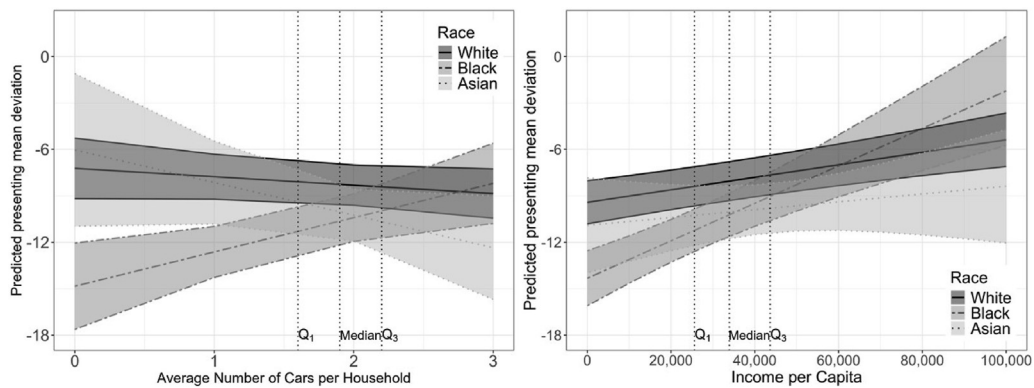 Predicted presenting mean deviation
0
-6
-12
-18
Race
White
Black
Asian
Q1
Median
Q3
0
1
2
3
Average Number of Cars per Household
Predicted presenting mean deviation
0
-6
-12
-18
Race
White
Black
Asian
Q1
Median
Q3
0
20,000
40,000
60,000
80,000
100,000
Income per Capita